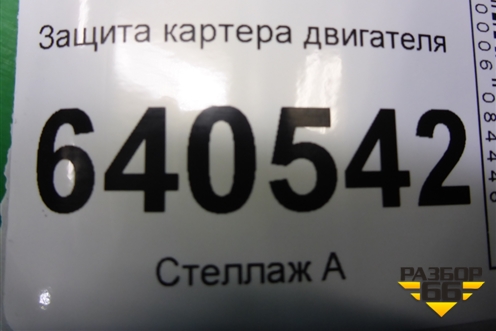 Защита картера двигателя
640542
Стеллаж А
РАЗБОР
66